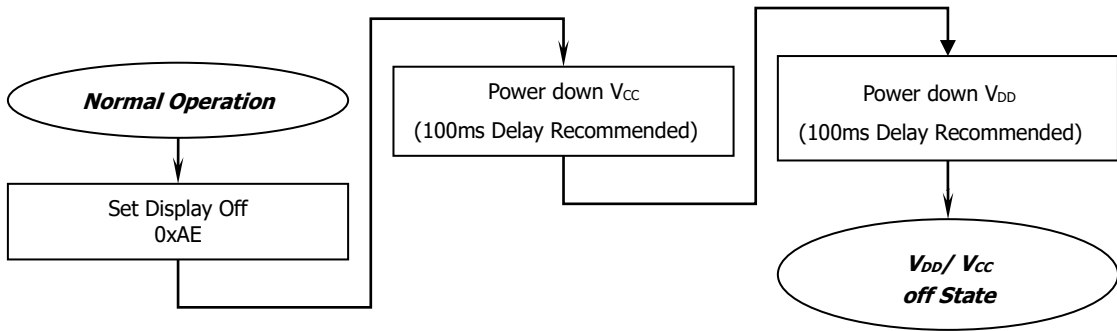 Normal Operation
Set Display Off
0xAE
Power down VCC
(100ms Delay Recommended)
Power down VDD
(100ms Delay Recommended)
VDD/ VCC
off State